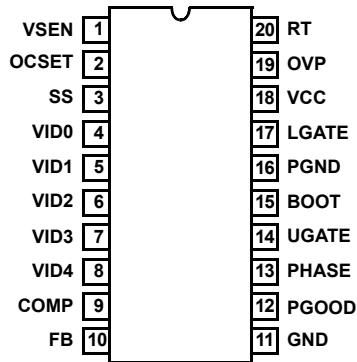 VSEN 1 20 RT
OCSET 2 19 OVP
SS 3 18 VCC
VID0 4 17 LGATE
VID1 5 16 PGND
VID2 6 15 BOOT
VID3 7 14 UGATE
VID4 8 13 PHASE
COMP 9 12 PGOOD
FB 10 11 GND